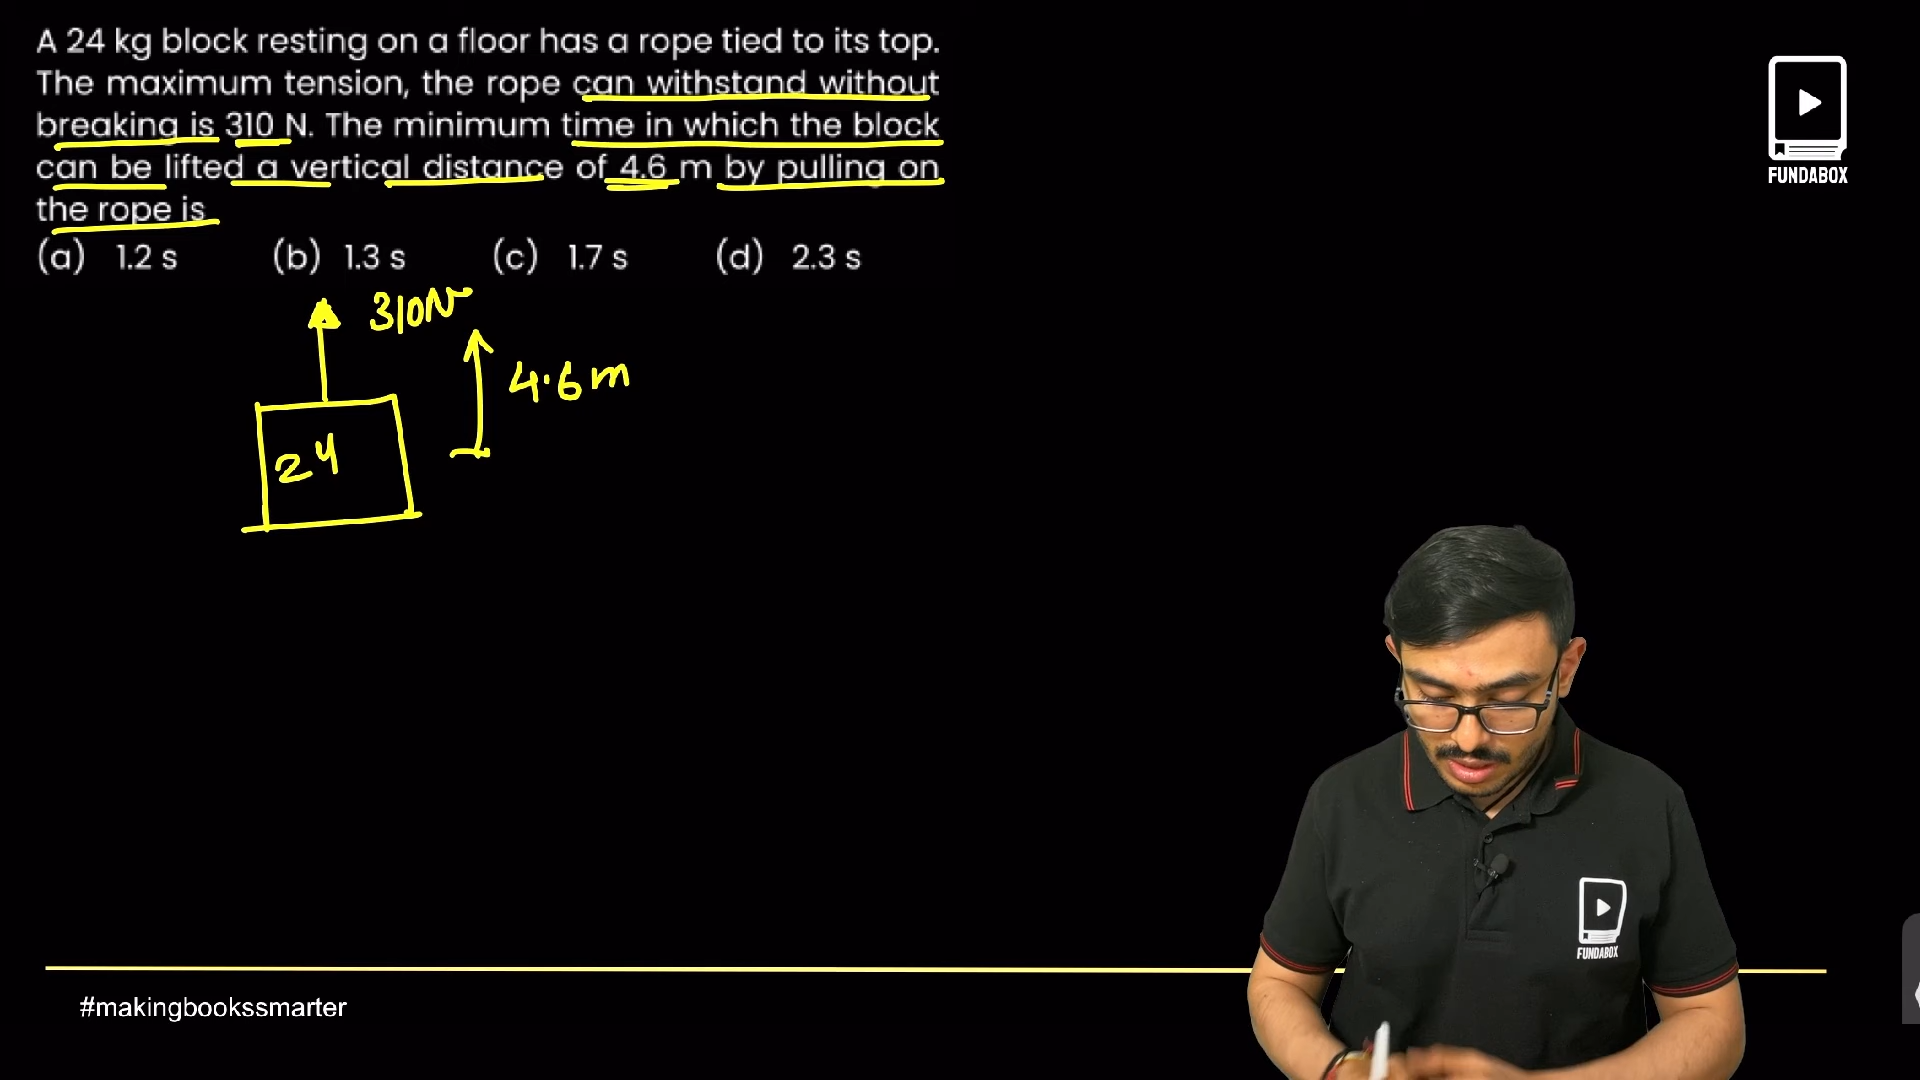 A 24 kg block resting on a floor has a rope tied to its top.
The maximum tension, the rope can withstand without
breaking is 310 N. The minimum time in which the block
can be lifted a vertical distance of 4.6 m by pulling on
the rope is
(a) 1.2 s (b) 1.3 s (c) 1.7 s (d) 2.3 s
310N
4.6 m
24
FUNDABOX
FUNDABOX
#makingbookssmarter